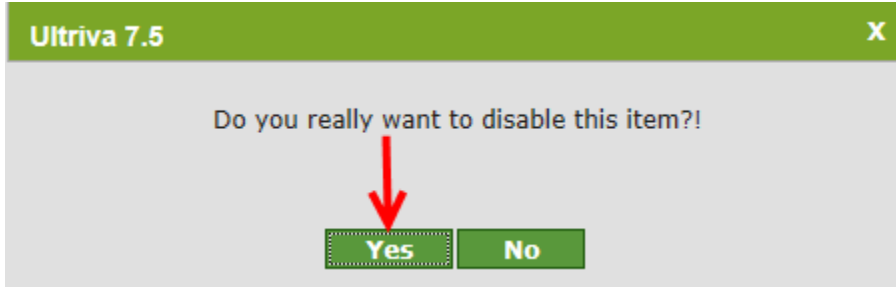 Ultriva 7.5 X
Do you really want to disable this item?!
Yes No